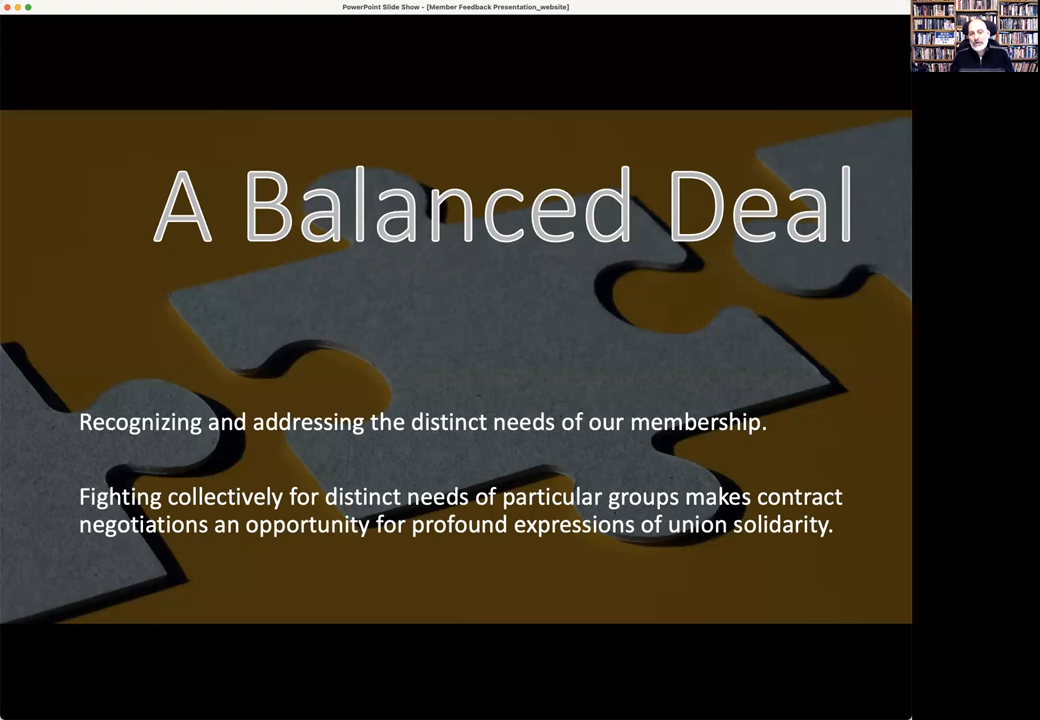 PowerPoint Slide Show - [Member Feedback Presentation_website]
A Balanced Deal
Recognizing and addressing the distinct needs of our membership.
Fighting collectively for distinct needs of particular groups makes contract
negotiations an opportunity for profound expressions of union solidarity.